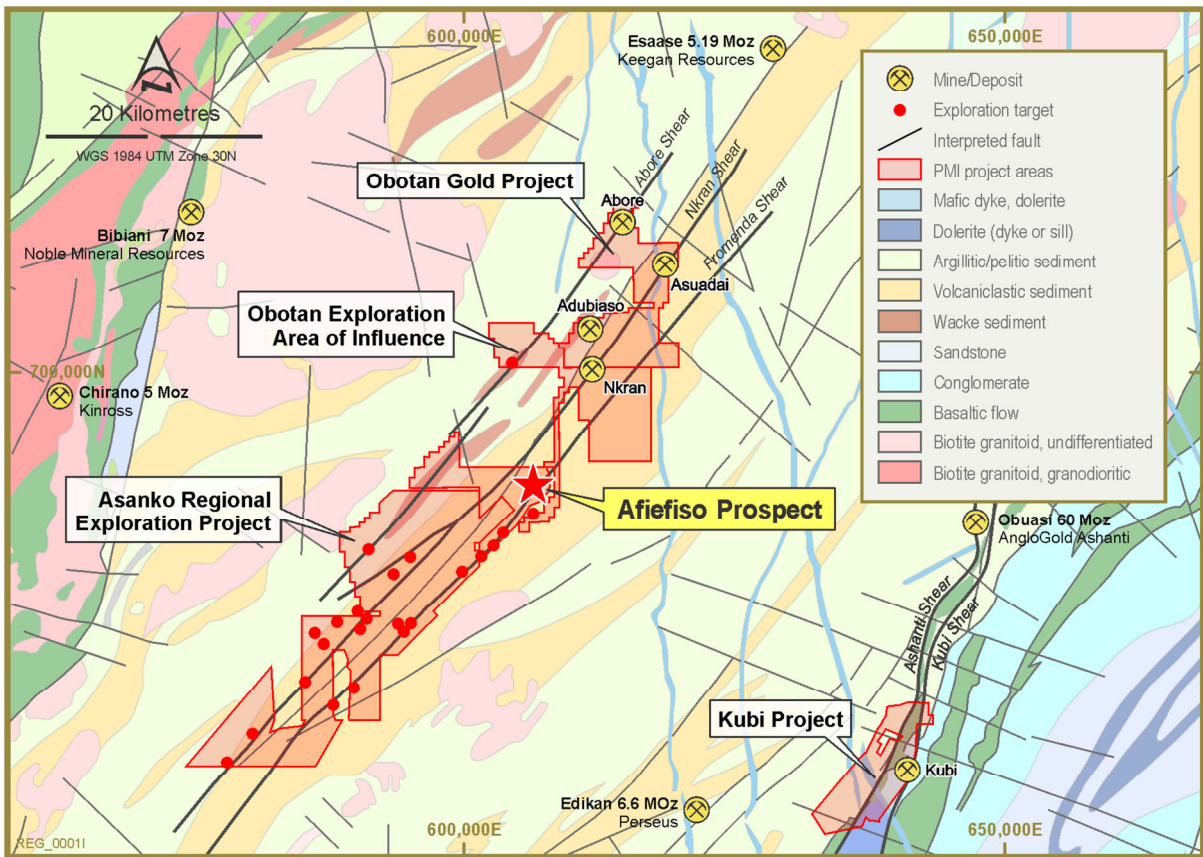 600,000E
650,000E
Esaase 5.19 Moz
Keegan Resources
20 Kilometres
WGS 1984 UTM Zone 30N
Abore Shear
Nkran Shear
Fromenda Shear
Obotan Gold Project
Abore
Bibiani 7 Moz
Noble Mineral Resources
Asuadai
Obotan Exploration
Area of Influence
Adubiaso
Nkran
700,000N
Chirano 5 Moz
Kinross
Asanko Regional
Exploration Project
Afiefiso Prospect
Mine/Deposit
Exploration target
Interpreted fault
PMI project areas
Mafic dyke, dolerite
Dolerite (dyke or sill)
Argillitic/pelitic sediment
Volcaniclastic sediment
Wacke sediment
Sandstone
Conglomerate
Basaltic flow
Biotite granitoid, undifferentiated
Biotite granitoid, granodioritic
Obuasi 60 Moz
AngloGold Ashanti
Ashanti Shear
Kubi Shear
Kubi Project
Kubi
Edikan 6.6 MOz
Perseus
REG_0001I
600,000E
650,000E